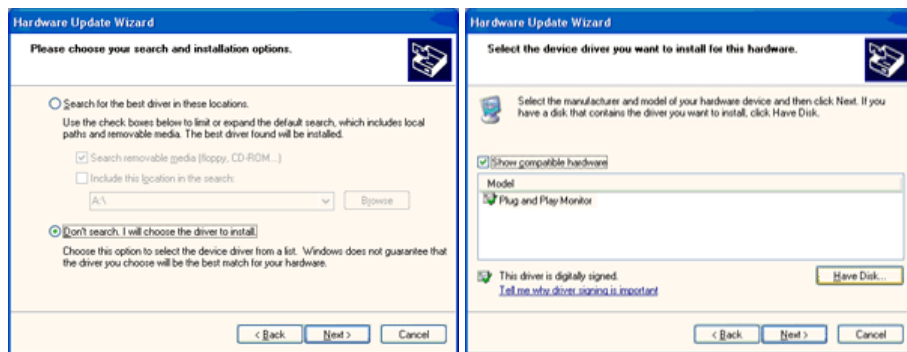 Hardware Update Wizard
Please choose your search and installation options.
Search for the best driver in these locations.
Use the check boxes below to limit or expand the default search, which includes local
paths and removable media. The best driver found will be installed.
Search removable media (floppy, CD-ROM...)
Include this location in the search:
A:\
Browse
Don't search. I will choose the driver to install.
Choose this option to select the device driver from a list. Windows does not guarantee that
the driver you choose will be the best match for your hardware.
< Back
Next >
Cancel
Hardware Update Wizard
Select the device driver you want to install for this hardware.
Select the manufacturer and model of your hardware device and then click Next. If you
have a disk that contains the driver you want to install, click Have Disk.
Show compatible hardware
Model
Plug and Play Monitor
This driver is digitally signed.
Tell me why driver signing is important
Have Disk...
< Back
Next >
Cancel